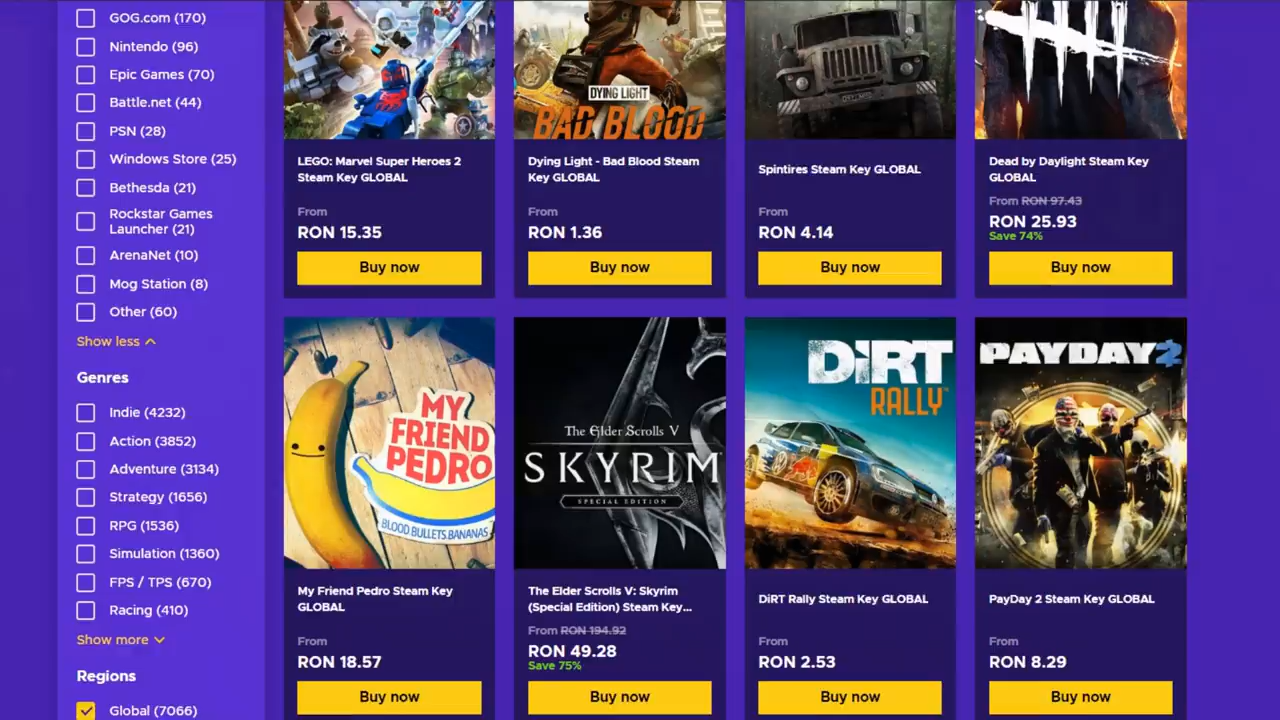 GOG.com (170)
Nintendo (96)
Epic Games (70)
Battle.net (44)
PSN (28)
Windows Store (25)
Bethesda (21)
Rockstar Games
Launcher (21)
ArenaNet (10)
Mog Station (8)
Other (60)
Show less
Genres
Indie (4232)
Action (3852)
Adventure (3134)
Strategy (1656)
RPG (1536)
Simulation (1360)
FPS / TPS (670)
Racing (410)
Show more
Regions
Global (7066)
LEGO: Marvel Super Heroes 2
Steam Key GLOBAL
From
RON 15.35
Buy now
DYING LIGHT
BAD BLOOD
Dying Light - Bad Blood Steam
Key GLOBAL
From
RON 1.36
Buy now
Spintires Steam Key GLOBAL
From
RON 4.14
Buy now
Dead by Daylight Steam Key
GLOBAL
From RON 97.43
RON 25.93
Save 74%
Buy now
MY
FRIEND
PEDRO
BLOOD BULLETS BANANAS
My Friend Pedro Steam Key
GLOBAL
From
RON 18.57
Buy now
The Elder Scrolls V
SKYRIM
SPECIAL EDITION
The Elder Scrolls V: Skyrim
(Special Edition) Steam Key...
From RON 194.92
RON 49.28
Save 75%
Buy now
DiRT
RALLY
DiRT Rally Steam Key GLOBAL
From
RON 2.53
Buy now
PAYDAY 2
PayDay 2 Steam Key GLOBAL
From
RON 8.29
Buy now